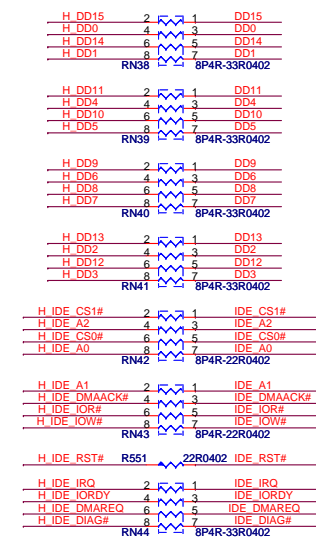 H_DD15 2 1 DD15
H_DD0 4 3 DD0
H_DD14 6 5 DD14
H_DD1 8 7 DD1
RN38 8P4R-33R0402
H_DD11 2 1 DD11
H_DD4 4 3 DD4
H_DD10 6 5 DD10
H_DD5 8 7 DD5
RN39 8P4R-33R0402
H_DD9 2 1 DD9
H_DD6 4 3 DD6
H_DD8 6 5 DD8
H_DD7 8 7 DD7
RN40 8P4R-33R0402
H_DD13 2 1 DD13
H_DD2 4 3 DD2
H_DD12 6 5 DD12
H_DD3 8 7 DD3
RN41 8P4R-33R0402
H_IDE_CS1# 2 1 IDE_CS1#
H_IDE_A2 4 3 IDE_A2
H_IDE_CS0# 6 5 IDE_CS0#
H_IDE_A0 8 7 IDE_A0
RN42 8P4R-22R0402
H_IDE_A1 2 1 IDE_A1
H_IDE_DMAACK# 4 3 IDE_DMAACK#
H_IDE_IOR# 6 5 IDE_IOR#
H_IDE_IOW# 8 7 IDE_IOW#
RN43 8P4R-22R0402
H_IDE_RST# R551 22R0402 IDE_RST#
H_IDE_IRQ 2 1 IDE_IRQ
H_IDE_IORDY 4 3 IDE_IORDY
H_IDE_DMAREQ 6 5 IDE_DMAREQ
H_IDE_DIAG# 8 7 IDE_DIAG#
RN44 8P4R-33R0402